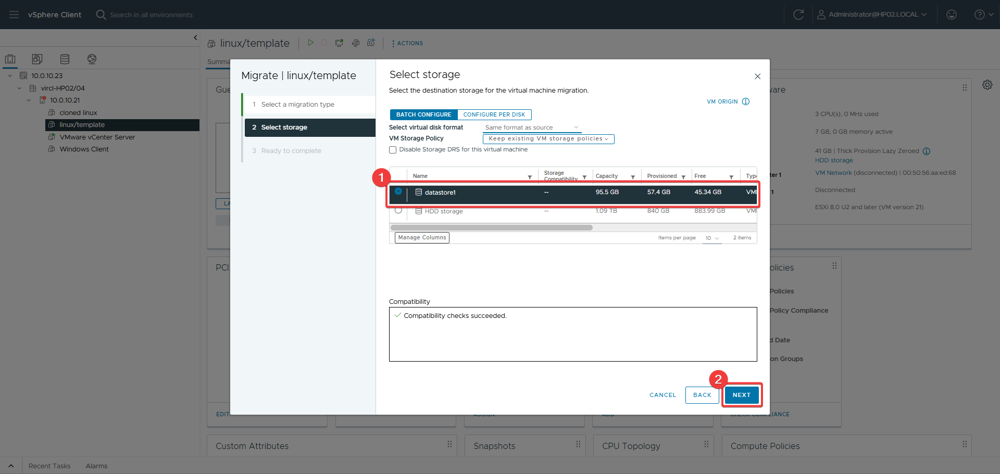 vSphere Client
Search in all environments
Administrator@HP02.LOCAL
linux/template
ACTIONS
10.0.10.23
vircl-HP02/04
10.0.10.21
cloned linux
linux/template
VMware vCenter Server
Windows Client
Migrate | linux/template
1 Select a migration type
2 Select storage
3 Ready to complete
Select storage
Select the destination storage for the virtual machine migration.
VM ORIGIN
BATCH CONFIGURE
CONFIGURE PER DISK
Select virtual disk format
Same format as source
VM Storage Policy
Keep existing VM storage policies
Disable Storage DRS for this virtual machine
1
Name
Storage Compatibility
Capacity
Provisioned
Free
Type
datastore1 -- 95.5 GB 57.4 GB 45.34 GB VM
HDD storage -- 1.09 TB 840 GB 883.99 GB VM
Manage Columns
Items per page
10
2 items
Compatibility
Compatibility checks succeeded.
2
CANCEL
BACK
NEXT
3 CPU(s), 0 MHz used
7 GB, 0 GB memory active
41 GB | Thick Provision Lazy Zeroed
HDD storage
VM Network (disconnected) | 00:50:56:aa:ed:68
Disconnected
ESXi 8.0 U2 and later (VM version 21)
PCI
Policies
Policy Compliance
d Date
on Groups
EDIT
ASSIGN
ADD
CHECK COMPLIANCE
Custom Attributes
Snapshots
CPU Topology
Compute Policies
Recent Tasks
Alarms